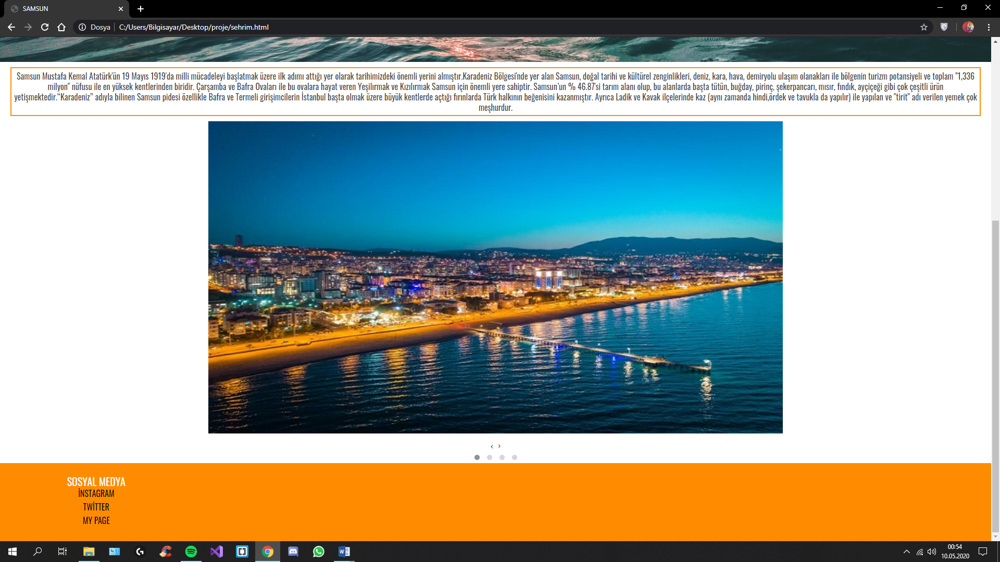 SAMSUN
Dosya
C:/Users/Bilgisayar/Desktop/proje/sehrim.html
Samsun Mustafa Kemal Atatürk'ün 19 Mayıs 1919'da milli mücadeleyi başlatmak üzere ilk adımı attığı yer olarak tarihimizdeki önemli yerini almıştır.Karadeniz Bölgesi'nde yer alan Samsun, doğal tarihi ve kültürel zenginlikleri, deniz, kara, hava, demiryolu ulaşım olanakları ile bölgenin turizm potansiyeli ve toplam "1,336
milyon" nüfusu ile en yüksek kentlerinden biridir. Çarşamba ve Bafra Ovaları ile bu ovalara hayat veren Yeşilırmak ve Kızılırmak Samsun için önemli yere sahiptir. Samsun’un % 46.87'si tarım alanı olup, bu alanlarda başta tütün, buğday, pirinç, şekerpancarı, mısır, fındık, ayçiçeği gibi çok çeşitli ürün
yetişmektedir.“Karadeniz” adıyla bilinen Samsun pidesi özellikle Bafra ve Termeli girişimcilerin İstanbul başta olmak üzere büyük kentlerde açtığı fırınlarda Türk halkının beğenisini kazanmıştır. Ayrıca Ladik ve Kavak ilçelerinde kaz (aynı zamanda hindi,ördek ve tavukla da yapılır) ile yapılan ve "tirit" adı verilen yemek çok
meşhurdur.
‹ ›
SOSYAL MEDYA
İNSTAGRAM
TWİTTER
MY PAGE
00:54
10.05.2020